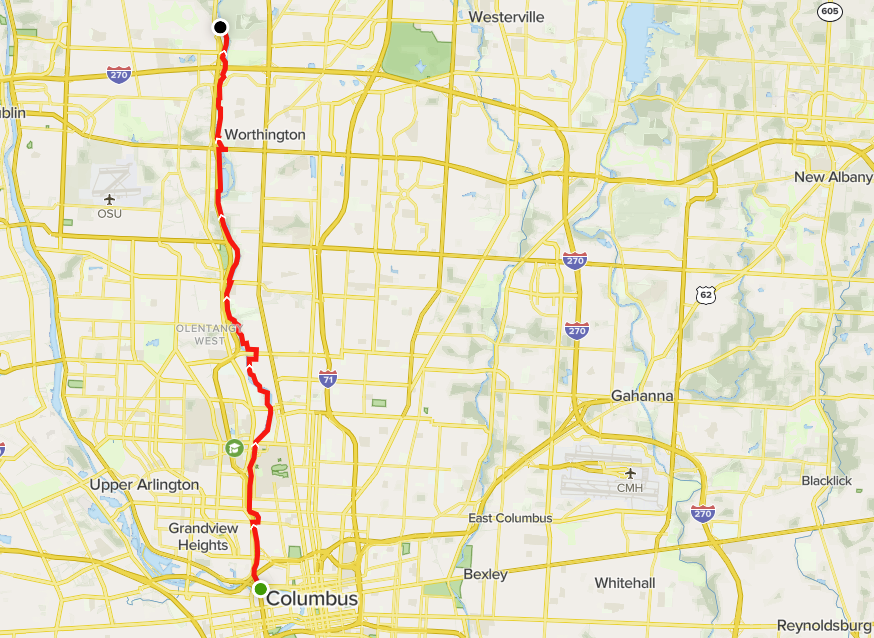 605
Westerville
270
blin
Worthington
New Albany
OSU
270
62
OLENTANGY
WEST
270
71
Gahanna
Upper Arlington
CMH
Blacklick
270
East Columbus
Grandview
Heights
Bexley
Whitehall
Columbus
Reynoldsburg